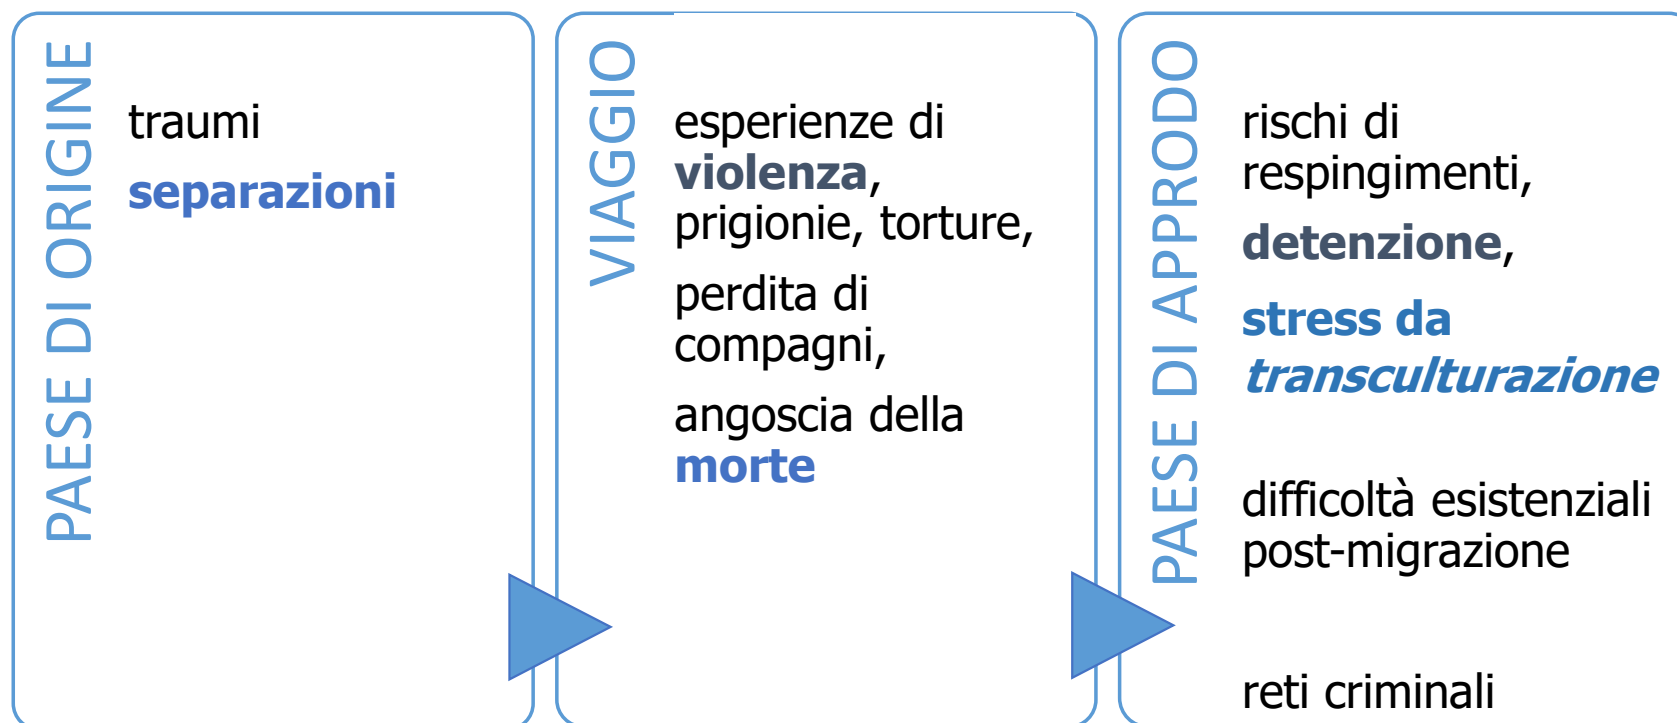 PAESE DI ORIGINE
traumi
separazioni
VIAGGIO
esperienze di
violenza,
prigionie, torture,
perdita di
compagni,
angoscia della
morte
PAESE DI APPRODO
rischi di
respingimenti,
detenzione,
stress da
transculturazione
difficoltà esistenziali
post-migrazione
reti criminali